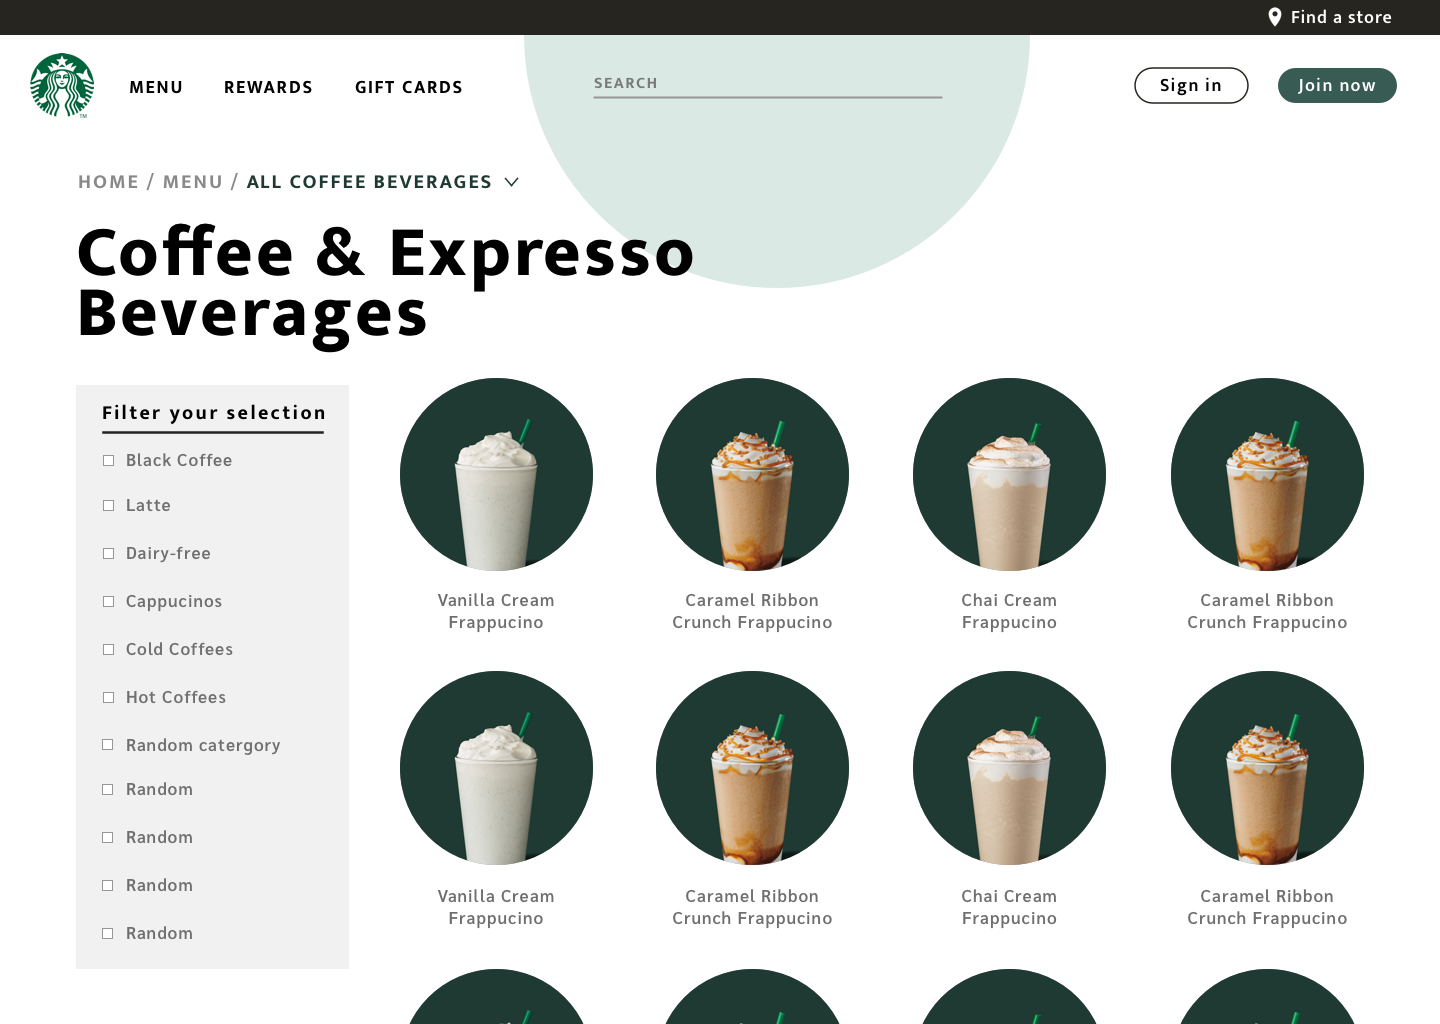 Find a store
MENU REWARDS GIFT CARDS SEARCH Sign in Join now
TM
HOME / MENU / ALL COFFEE BEVERAGES
Coffee & Expresso
Beverages
Filter your selection
Black Coffee
Latte
Dairy-free
Cappucinos
Cold Coffees
Hot Coffees
Random catergory
Random
Random
Random
Random
Vanilla Cream
Frappucino
Caramel Ribbon
Crunch Frappucino
Chai Cream
Frappucino
Caramel Ribbon
Crunch Frappucino
Vanilla Cream
Frappucino
Caramel Ribbon
Crunch Frappucino
Chai Cream
Frappucino
Caramel Ribbon
Crunch Frappucino